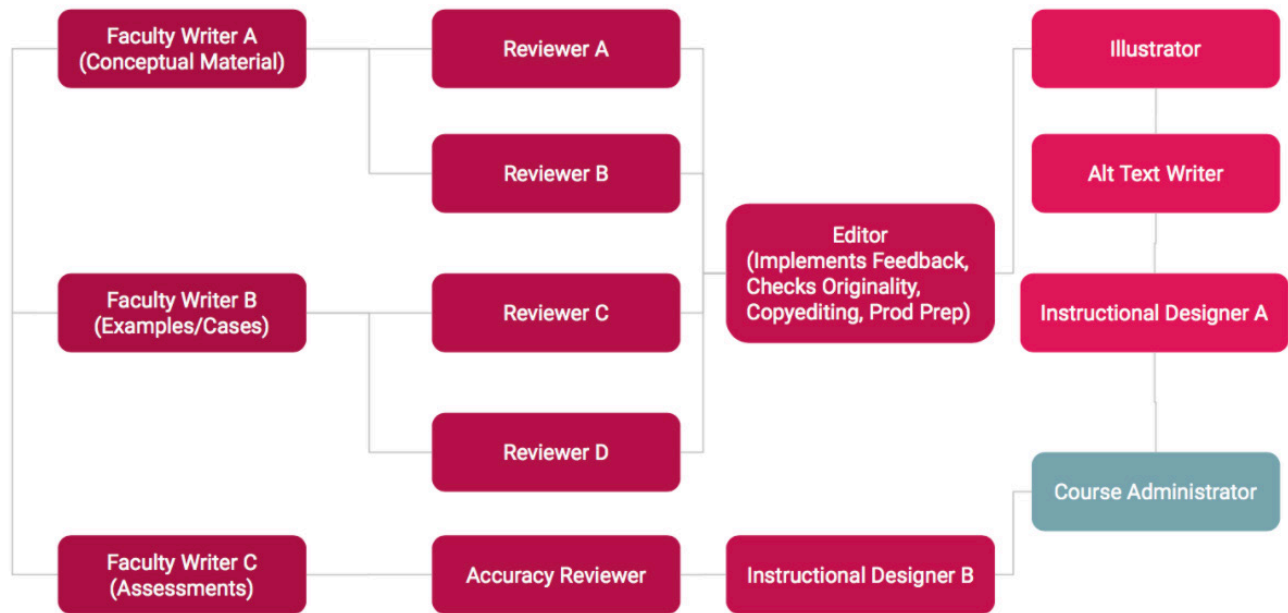 Faculty Writer A
(Conceptual Material)
Reviewer A
Illustrator
Reviewer B
Alt Text Writer
Editor
(Implements Feedback,
Checks Originality,
Copyediting, Prod Prep)
Faculty Writer B
(Examples/Cases)
Reviewer C
Instructional Designer A
Reviewer D
Course Administrator
Faculty Writer C
(Assessments)
Accuracy Reviewer
Instructional Designer B